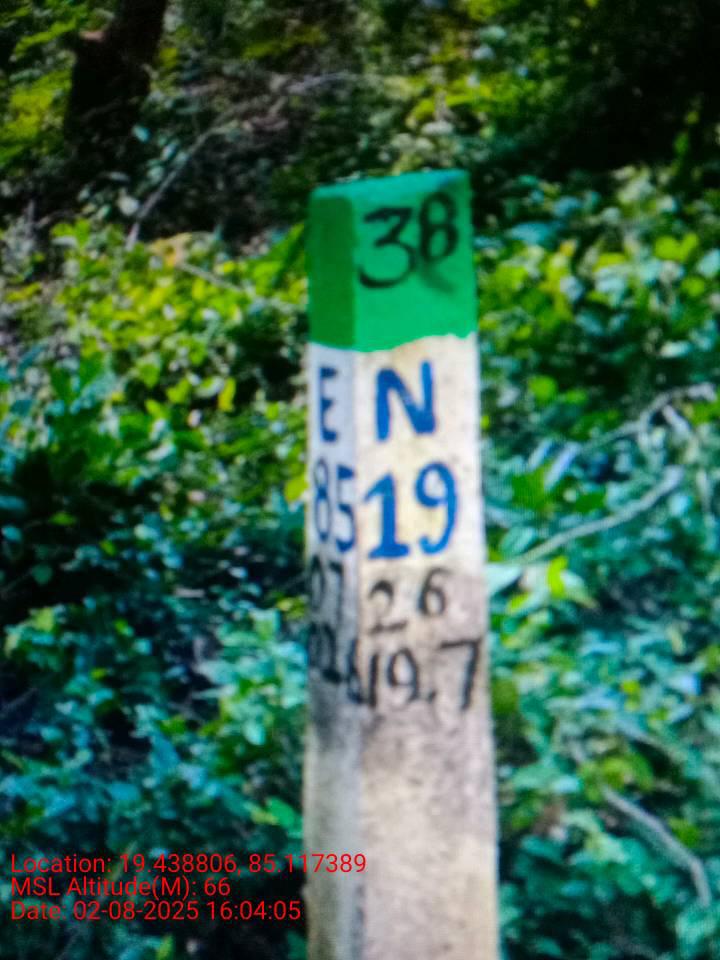 38
E
85
07
N
19
26
19.7
Location: 19.438806, 85.117389
MSL Altitude(M): 66
Date: 02-08-2025 16:04:05